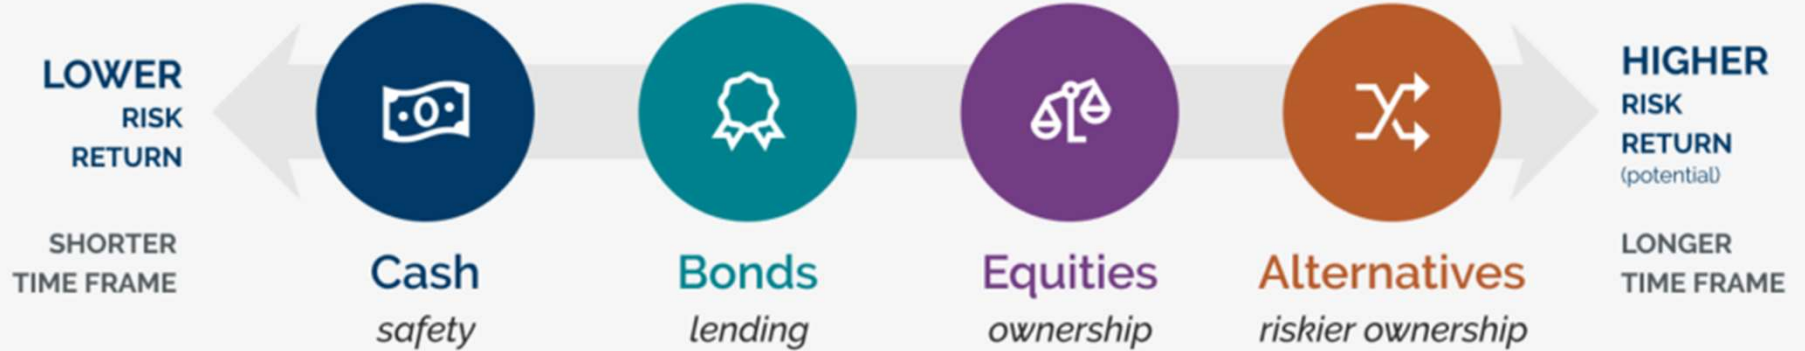 LOWER
RISK
RETURN
SHORTER
TIME FRAME
Cash
safety
Bonds
lending
Equities
ownership
Alternatives
riskier ownership
HIGHER
RISK
RETURN
(potential)
LONGER
TIME FRAME